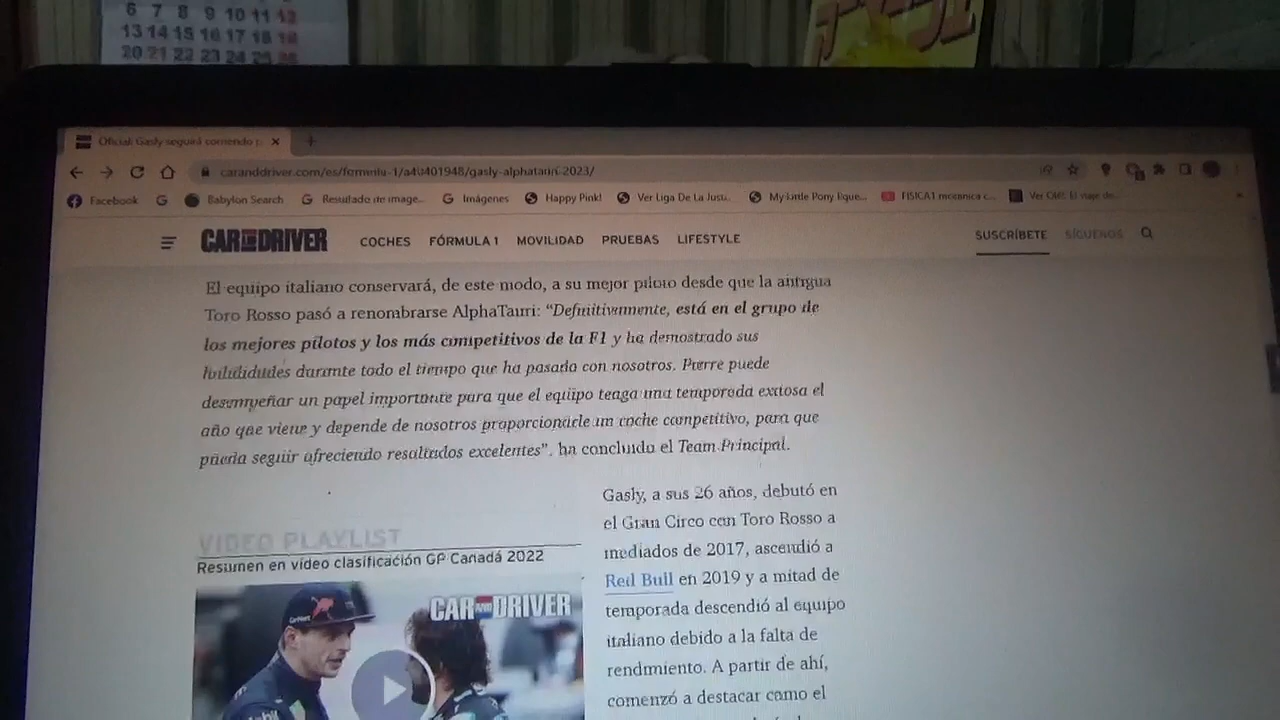 6 7 8 9 10 11 12
13 14 15 16 17 18 19
20 21 22 23 24 25 26
Oficial: Gasly seguirá corriendo
caranddriver.com/es/formula-1/a40401948/gasly-alphatauri-2023/
Facebook G Babylon Search Resultado de image... Imágenes Happy Pink! Ver Liga De La Justi... My Little Pony Eque... FISICA1 mecanica c... Ver
CAR AND DRIVER COCHES FÓRMULA 1 MOVILIDAD PRUEBAS LIFESTYLE SUSCRÍBETE SÍGUENOS
El equipo italiano conservará, de este modo, a su mejor piloto desde que la antigua
Toro Rosso pasó a renombrarse AlphaTauri: “Definitivamente, está en el grupo de
los mejores pilotos y los más competitivos de la F1 y ha demostrado sus
habilidades durante todo el tiempo que ha pasado con nosotros. Pierre puede
desempeñar un papel importante para que el equipo tenga una temporada exitosa el
año que viene y depende de nosotros proporcionarle un coche competitivo, para que
pueda seguir ofreciendo resultados excelentes”, ha concluido el Team Principal.
VIDEO PLAYLIST
Resumen en vídeo clasificación GP Canadá 2022
CAR AND DRIVER
Gasly, a sus 26 años, debutó en
el Gran Circo con Toro Rosso a
mediados de 2017, ascendió a
Red Bull en 2019 y a mitad de
temporada descendió al equipo
italiano debido a la falta de
rendimiento. A partir de ahí,
comenzó a destacar como el